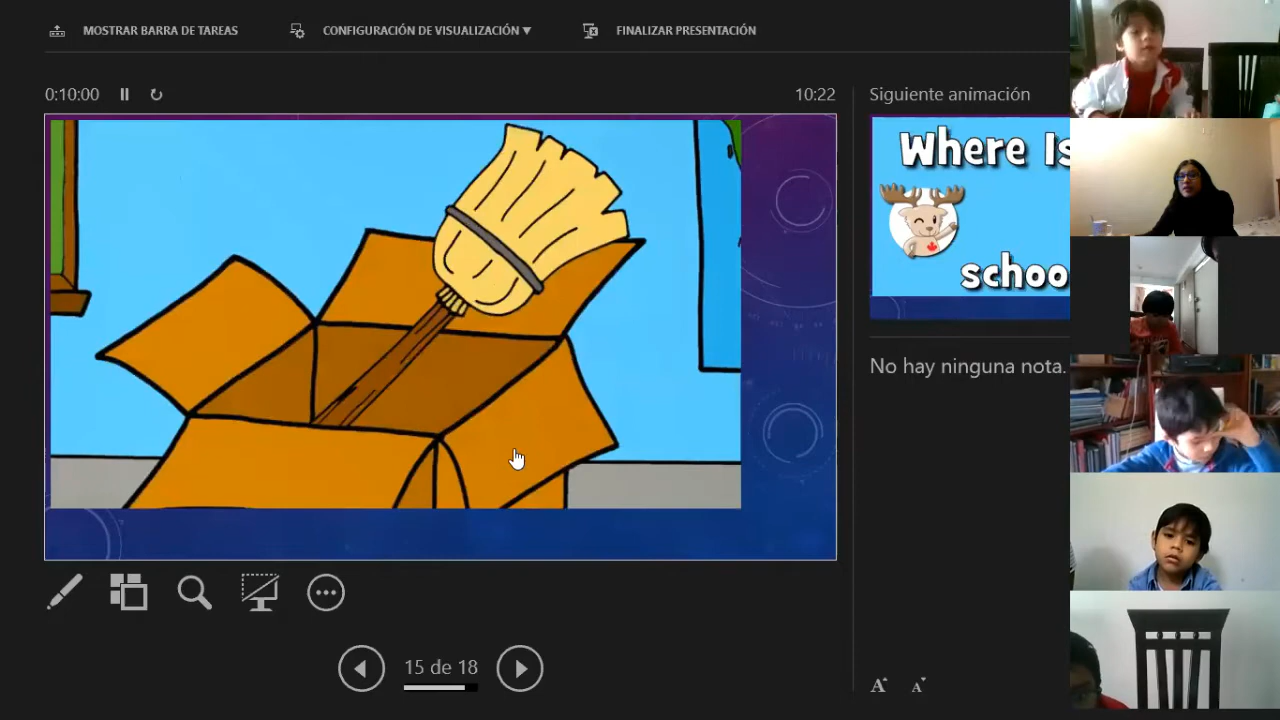 MOSTRAR BARRA DE TAREAS
CONFIGURACIÓN DE VISUALIZACIÓN ▼
FINALIZAR PRESENTACIÓN
0:10:00
10:22
Siguiente animación
Where Is
schoo
No hay ninguna nota.
15 de 18
A A